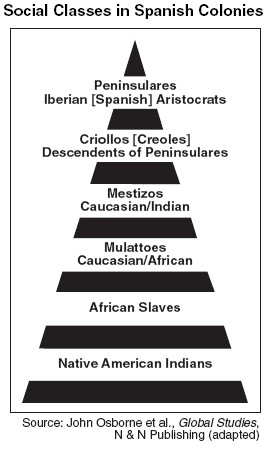 Social Classes in Spanish Colonies
Peninsulares
Iberian [Spanish] Aristocrats
Criollos [Creoles]
Descendents of Peninsulares
Mestizos
Caucasian/Indian
Mulattoes
Caucasian/African
African Slaves
Native American Indians
Source: John Osborne et al., Global Studies,
N & N Publishing (adapted)